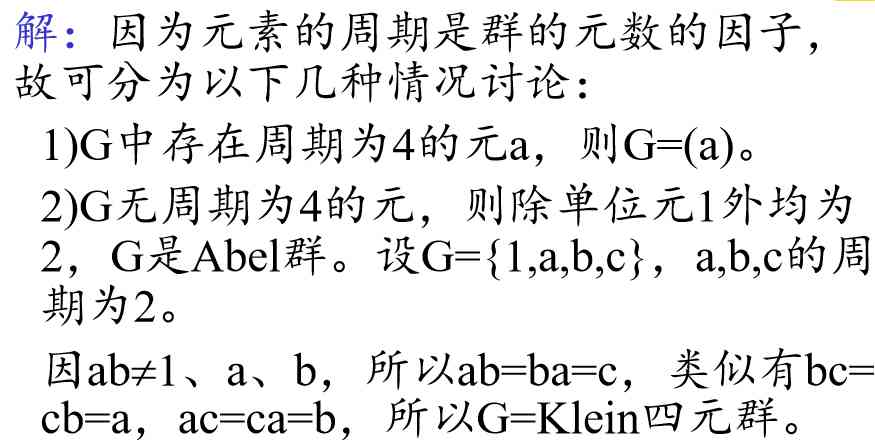 解：因为元素的周期是群的元数的因子，
故可分为以下几种情况讨论：
1)G中存在周期为4的元a，则G=(a)。
2)G无周期为4的元，则除单位元1外均为
2，G是Abel群。设G={1,a,b,c}，a,b,c的周
期为2。
因ab≠1、a、b，所以ab=ba=c，类似有bc=
cb=a，ac=ca=b，所以G=Klein四元群。